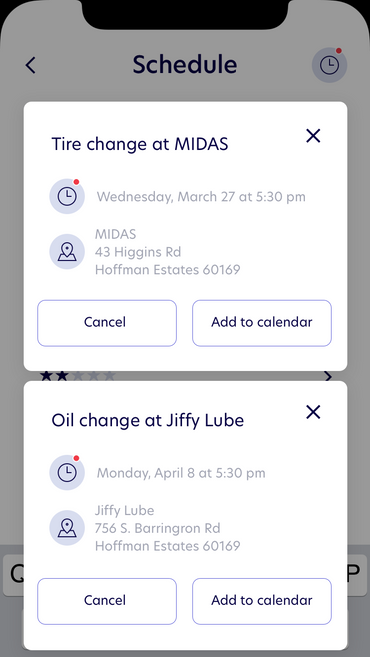 Schedule
Tire change at MIDAS
Wednesday, March 27 at 5:30 pm
MIDAS
43 Higgins Rd
Hoffman Estates 60169
Cancel
Add to calendar
Oil change at Jiffy Lube
Monday, April 8 at 5:30 pm
Jiffy Lube
756 S. Barringron Rd
Hoffman Estates 60169
Q
P
Cancel
Add to calendar